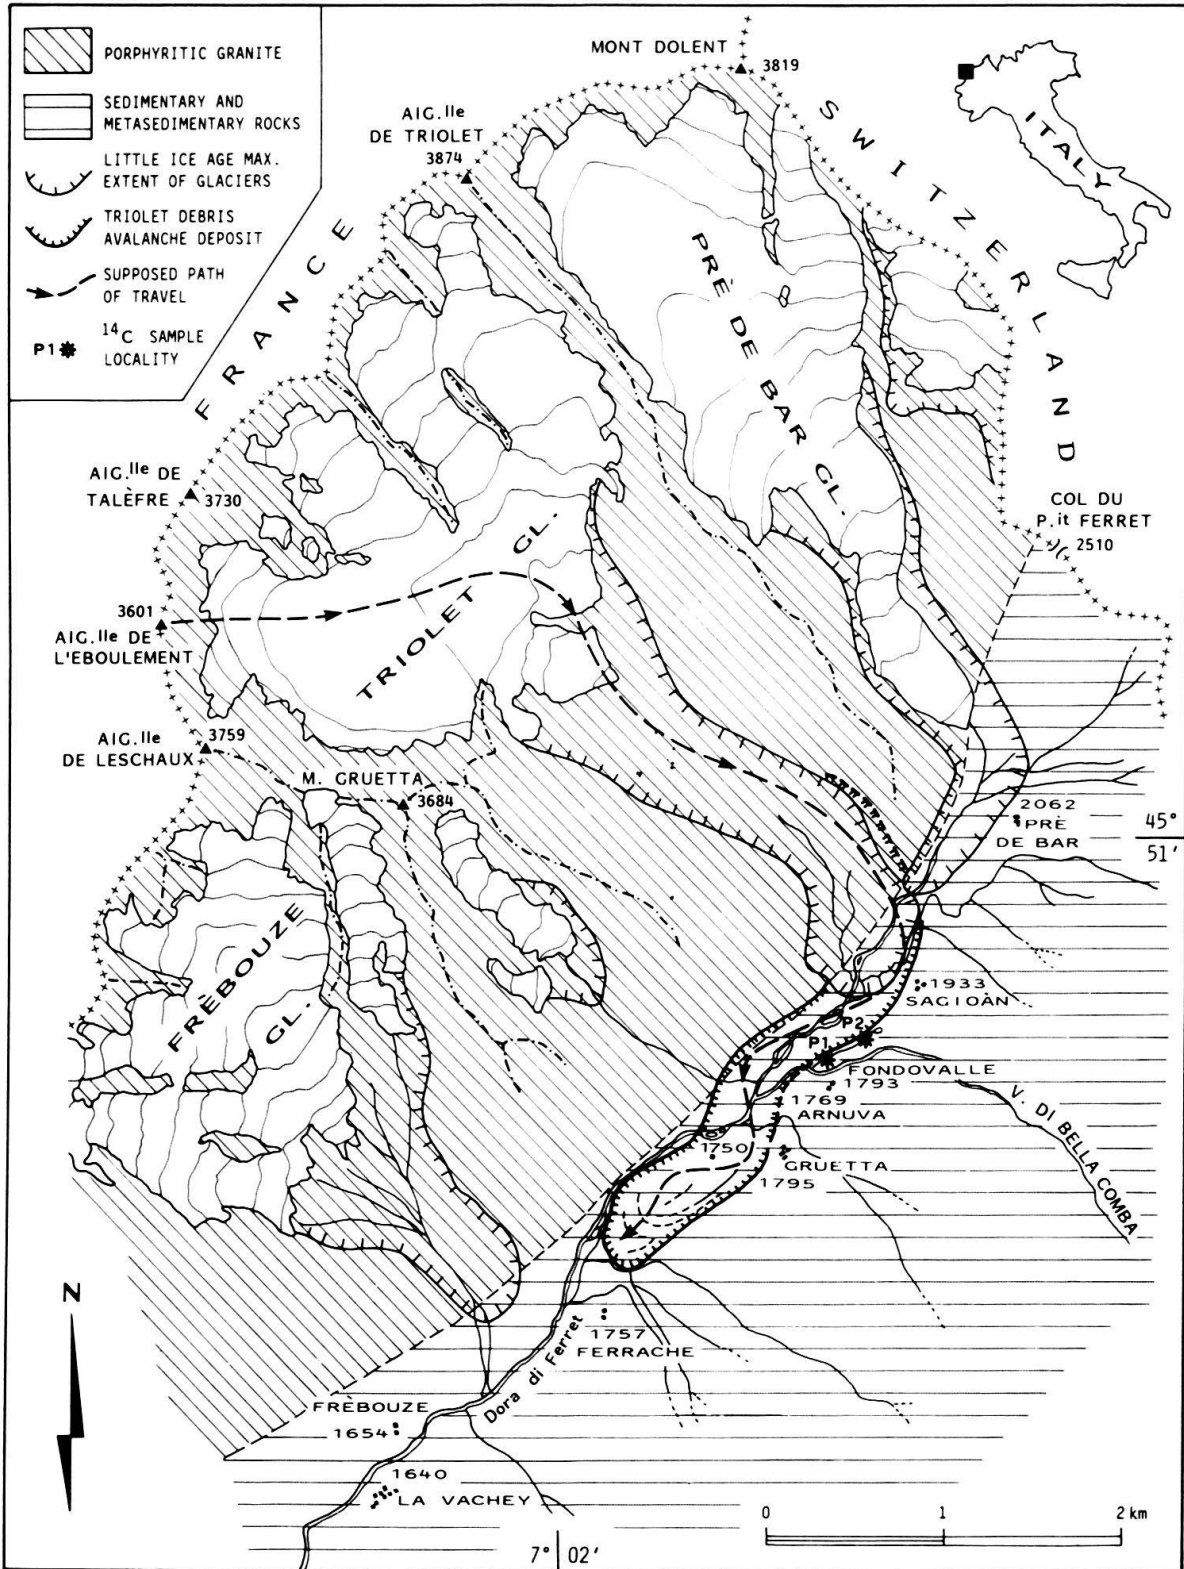 PORPHYRITIC GRANITE
SEDIMENTARY AND
METASEDIMENTARY ROCKS
LITTLE ICE AGE MAX.
EXTENT OF GLACIERS
TRIOLET DEBRIS
AVALANCHE DEPOSIT
SUPPOSED PATH
OF TRAVEL
P1 14C SAMPLE
LOCALITY
MONT DOLENT 3819
AIG.lle
DE TRIOLET
3874
SWITZERLAND
ITALY
FRANCE
PRÈ DE BAR GL.
AIG.lle DE
TALÈFRE 3730
COL DU
P.it FERRET
2510
3601
AIG.lle DE
L'EBOULEMENT
TRIOLET GL.
AIG.lle
DE LESCHAUX
3759
M. GRUETTA
3684
2062
PRÈ
DE BAR
45°
51'
FRÈBOUZE GL.
1933
SAGIOÀN
P2
P1
FONDOVALLE
1793
1769
ARNUVA
V. DI BELLA COMBA
1750
GRUETTA
1795
N
1757
FERRACHE
Dora di Ferret
FRÈBOUZE
1654
1640
LA VACHEY
0 1 2 km
7° 02'